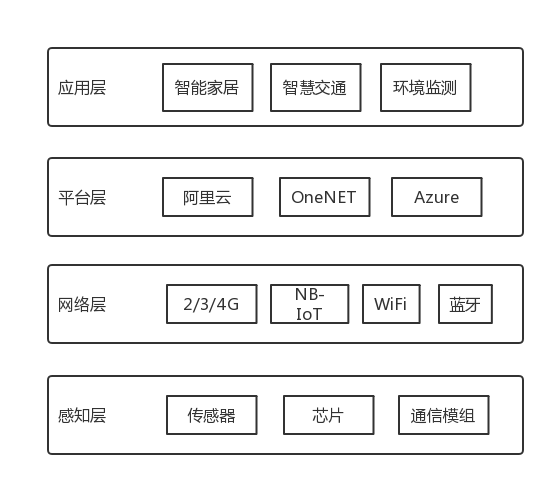 应用层
智能家居
智慧交通
环境监测
平台层
阿里云
OneNET
Azure
网络层
2/3/4G
NB-
IoT
WiFi
蓝牙
感知层
传感器
芯片
通信模组